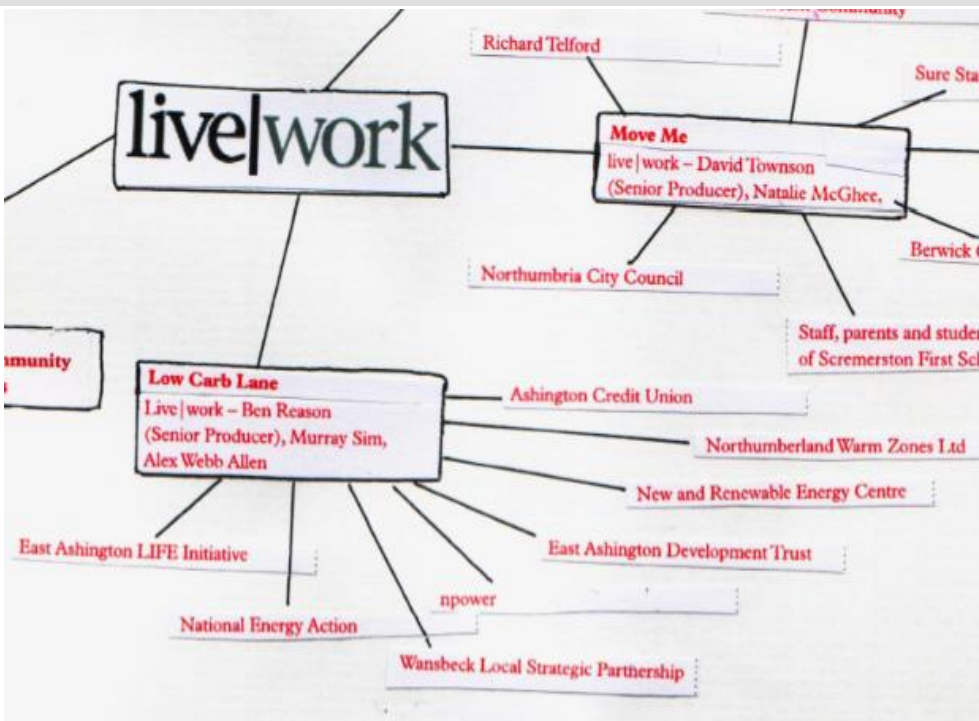 Community
Richard Telford
Sure
live|work
Move Me
live|work – David Townson
(Senior Producer), Natalie McGhee,
Berwick
Northumbria City Council
Staff, parents and
of Scremerston First
Low Carb Lane
Live|work – Ben Reason
(Senior Producer), Murray Sim,
Alex Webb Allen
Ashington Credit Union
Northumberland Warm Zones Ltd
New and Renewable Energy Centre
East Ashington Development Trust
East Ashington LIFE Initiative
npower
National Energy Action
Wansbeck Local Strategic Partnership